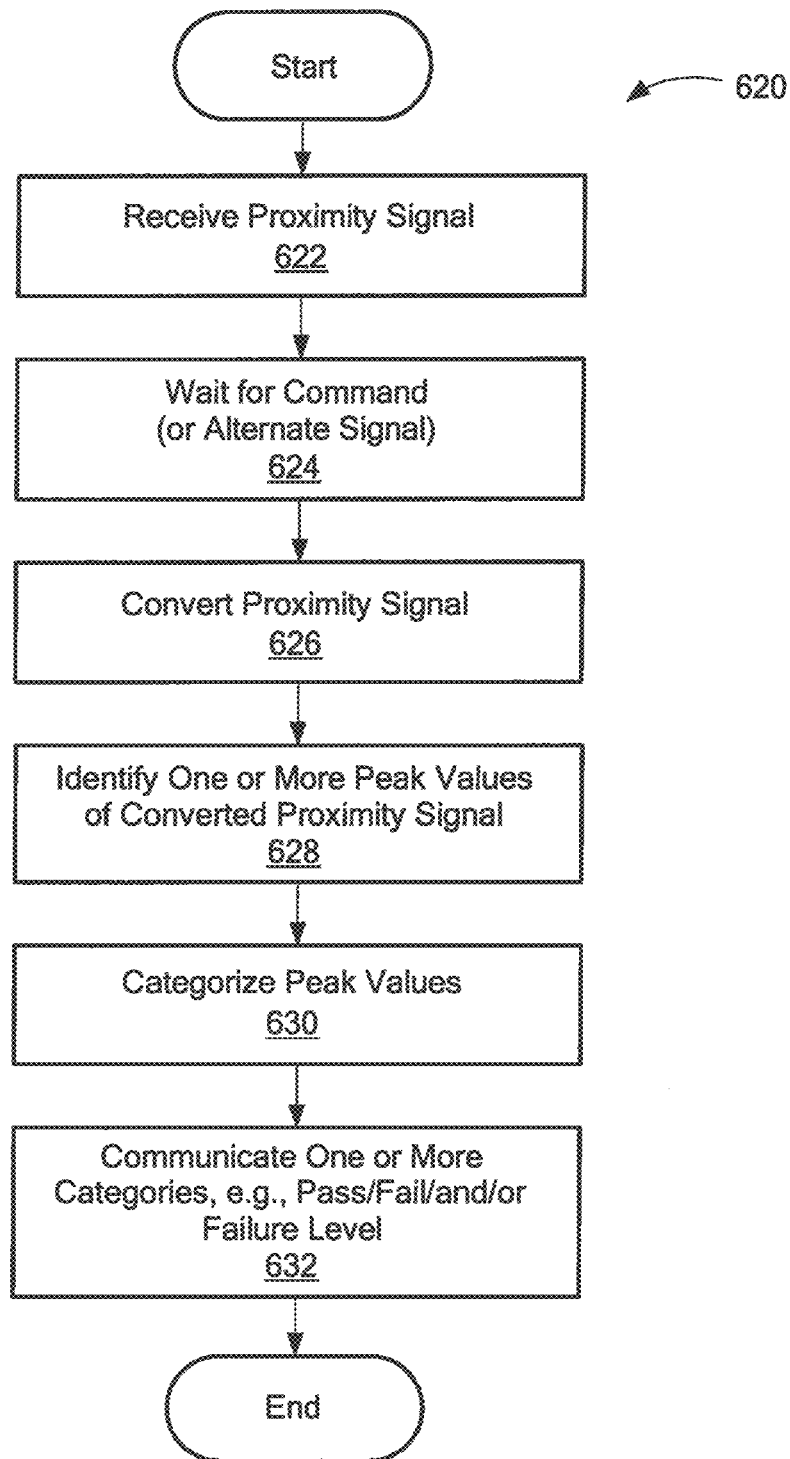 Start
620
Receive Proximity Signal
622
Wait for Command
(or Alternate Signal)
624
Convert Proximity Signal
626
Identify One or More Peak Values
of Converted Proximity Signal
628
Categorize Peak Values
630
Communicate One or More
Categories, e.g., Pass/Fail/and/or
Failure Level
632
End